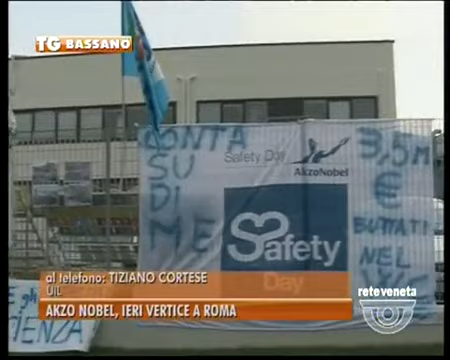 TG BASSANO
CONTA
SU
DI
ME
Safety Day
AkzoNobel
3,5 M
€
BUTTATI
NEL
Safety
Day
al telefono: TIZIANO CORTESE
UIL
AKZO NOBEL, IERI VERTICE A ROMA
reteveneta